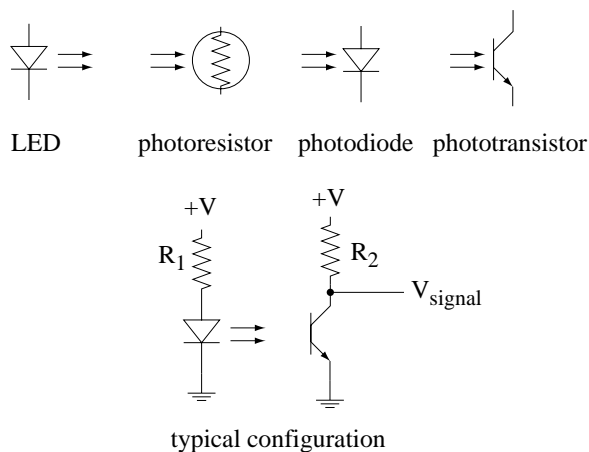 LED photoresistor photodiode phototransistor
+V +V
R1 R2
Vsignal
typical configuration